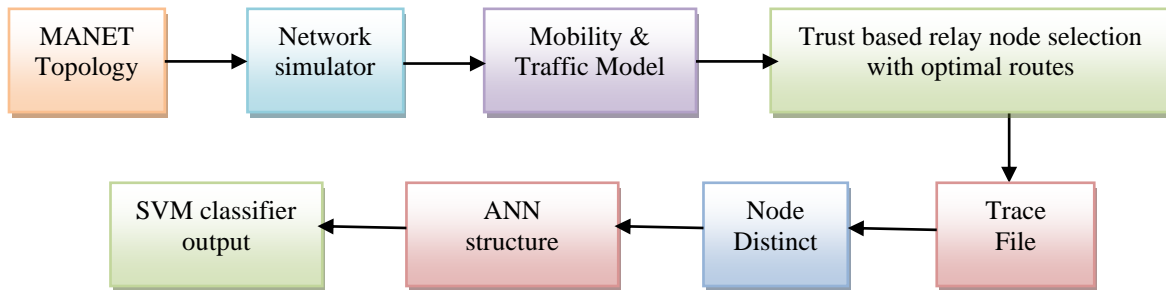 MANET
Topology
Network
simulator
Mobility &
Traffic Model
Trust based relay node selection
with optimal routes
SVM classifier
output
ANN
structure
Node
Distinct
Trace
File